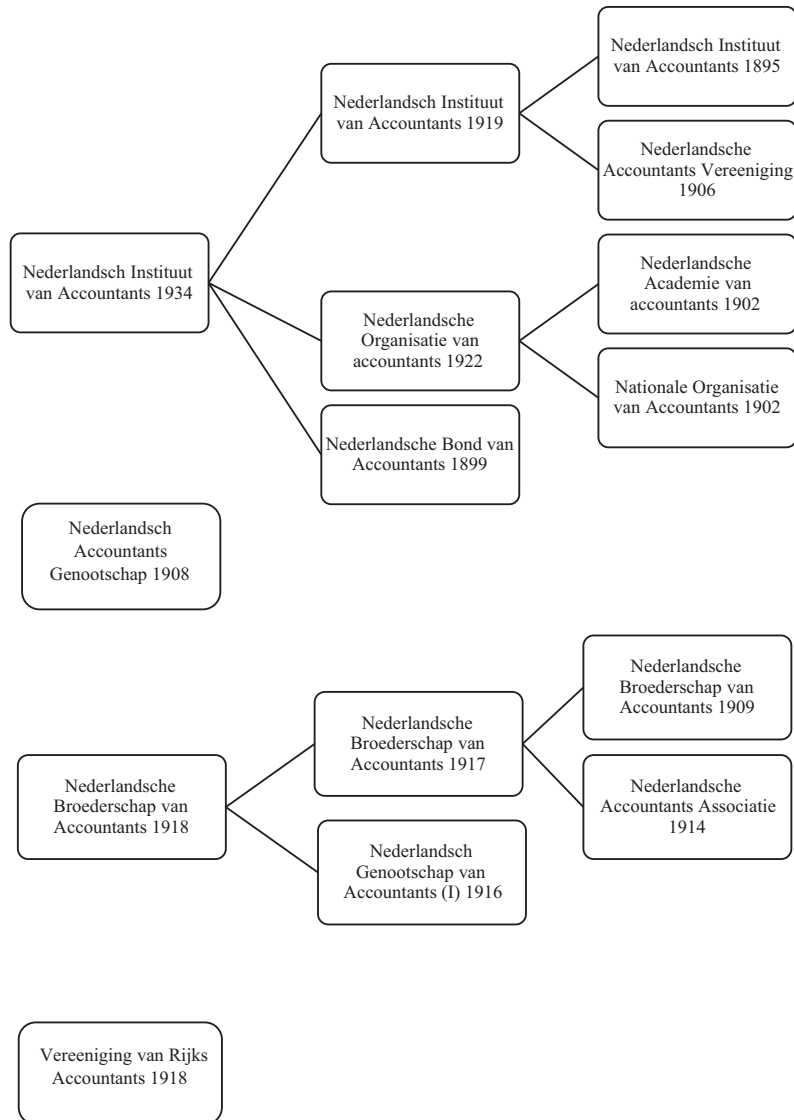 Nederlandsch Instituut
van Accountants 1895
Nederlandsch Instituut
van Accountants 1919
Nederlandsche
Accountants Vereeniging
1906
Nederlandsch Instituut
van Accountants 1934
Nederlandsche
Academie van
accountants 1902
Nederlandsche
Organisatie van
accountants 1922
Nationale Organisatie
van Accountants 1902
Nederlandsche Bond van
Accountants 1899
Nederlandsch
Accountants
Genootschap 1908
Nederlandsche
Broederschap van
Accountants 1909
Nederlandsche
Broederschap van
Accountants 1917
Nederlandsche
Broederschap van
Accountants 1918
Nederlandsche
Accountants Associatie
1914
Nederlandsch
Genootschap van
Accountants (I) 1916
Vereeniging van Rijks
Accountants 1918